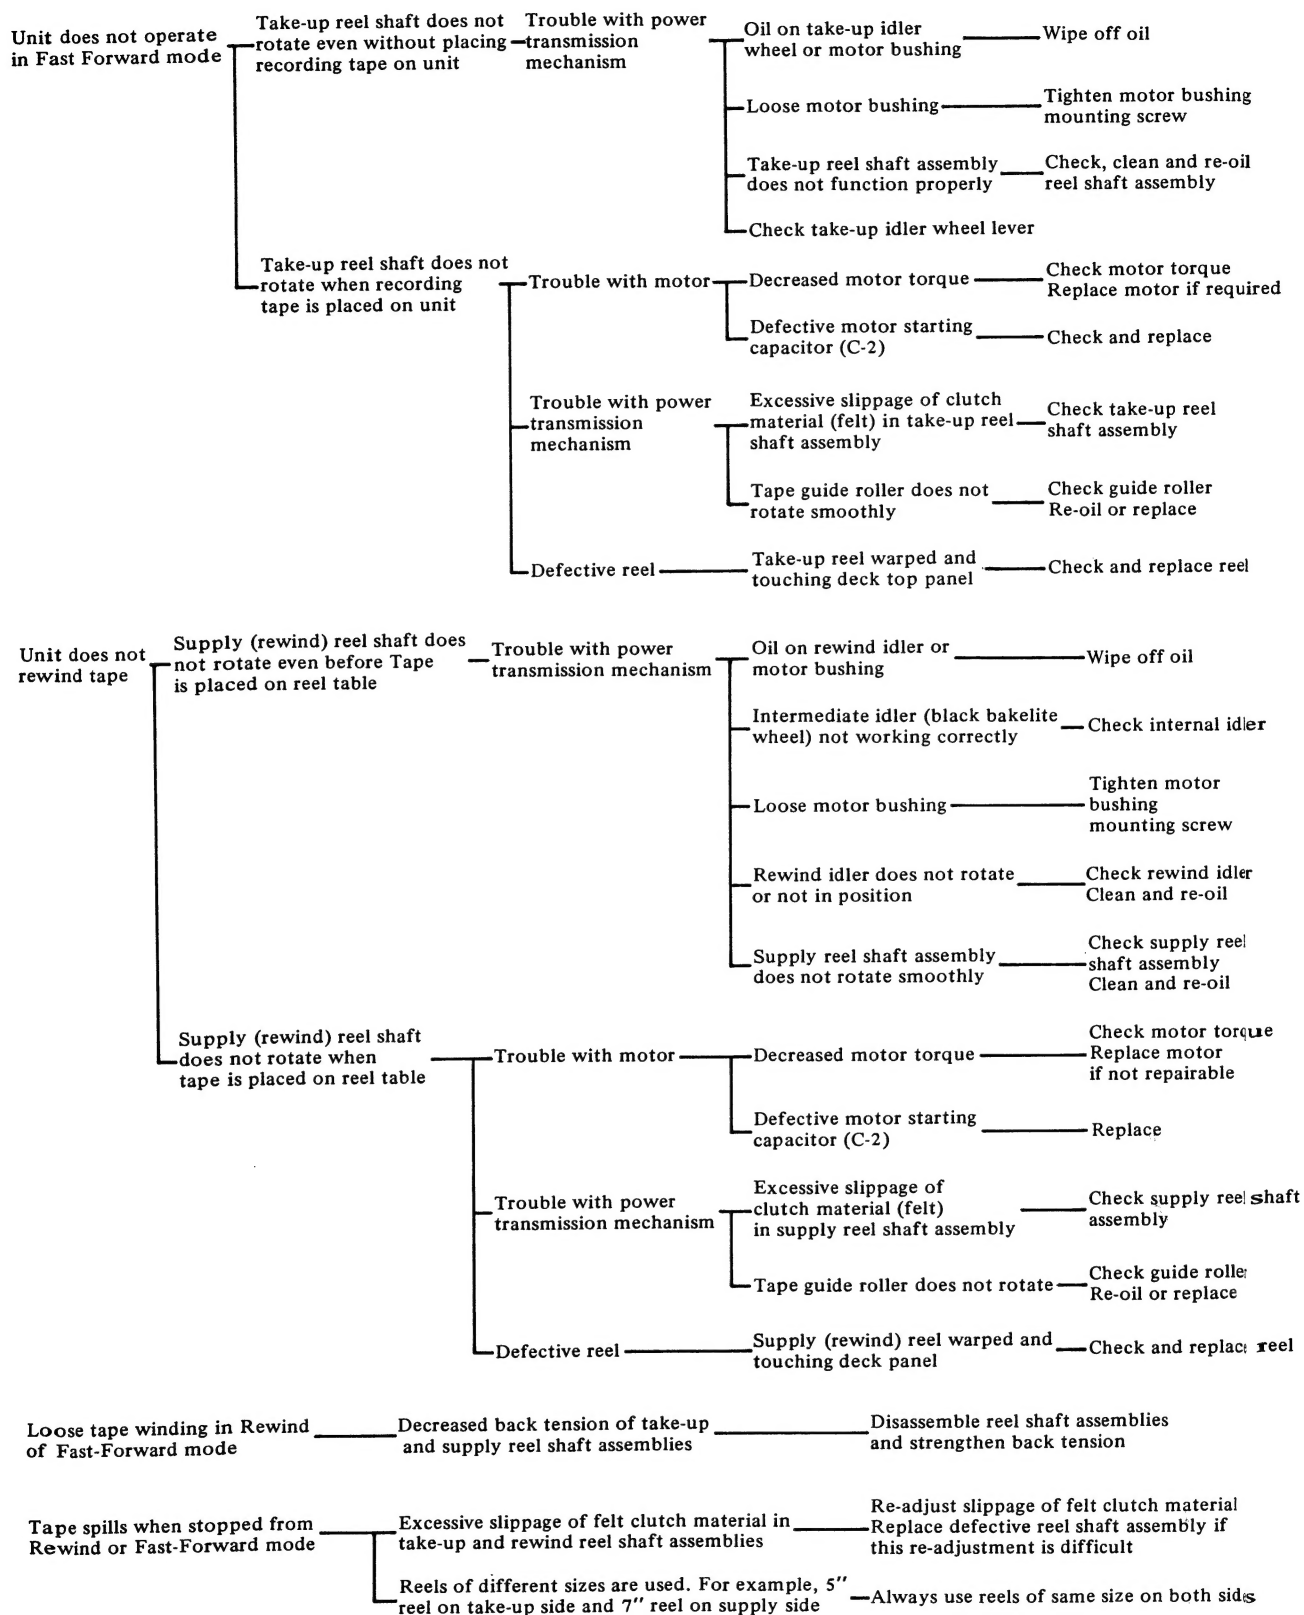 Unit does not operate
in Fast Forward mode
Take-up reel shaft does not
rotate even without placing
recording tape on unit
Trouble with power
transmission
mechanism
Oil on take-up idler
wheel or motor bushing
Wipe off oil
Loose motor bushing
Tighten motor bushing
mounting screw
Take-up reel shaft assembly
does not function properly
Check, clean and re-oil
reel shaft assembly
Check take-up idler wheel lever
Take-up reel shaft does not
rotate when recording
tape is placed on unit
Trouble with motor
Decreased motor torque
Check motor torque
Replace motor if required
Defective motor starting
capacitor (C-2)
Check and replace
Trouble with power
transmission
mechanism
Excessive slippage of clutch
material (felt) in take-up reel
shaft assembly
Check take-up reel
shaft assembly
Tape guide roller does not
rotate smoothly
Check guide roller
Re-oil or replace
Defective reel
Take-up reel warped and
touching deck top panel
Check and replace reel
Unit does not
rewind tape
Supply (rewind) reel shaft does
not rotate even before Tape
is placed on reel table
Trouble with power
transmission mechanism
Oil on rewind idler or
motor bushing
Wipe off oil
Intermediate idler (black bakelite
wheel) not working correctly
Check internal idler
Loose motor bushing
Tighten motor
bushing
mounting screw
Rewind idler does not rotate
or not in position
Check rewind idler
Clean and re-oil
Supply reel shaft assembly
does not rotate smoothly
Check supply reel
shaft assembly
Clean and re-oil
Supply (rewind) reel shaft
does not rotate when
tape is placed on reel table
Trouble with motor
Decreased motor torque
Check motor torque
Replace motor
if not repairable
Defective motor starting
capacitor (C-2)
Replace
Trouble with power
transmission mechanism
Excessive slippage of
clutch material (felt)
in supply reel shaft assembly
Check supply reel shaft
assembly
Tape guide roller does not rotate
Check guide roller
Re-oil or replace
Defective reel
Supply (rewind) reel warped and
touching deck panel
Check and replace reel
Loose tape winding in Rewind
of Fast-Forward mode
Decreased back tension of take-up
and supply reel shaft assemblies
Disassemble reel shaft assemblies
and strengthen back tension
Tape spills when stopped from
Rewind or Fast-Forward mode
Excessive slippage of felt clutch material in
take-up and rewind reel shaft assemblies
Re-adjust slippage of felt clutch material
Replace defective reel shaft assembly if
this re-adjustment is difficult
Reels of different sizes are used. For example, 5"
reel on take-up side and 7" reel on supply side
Always use reels of same size on both sides